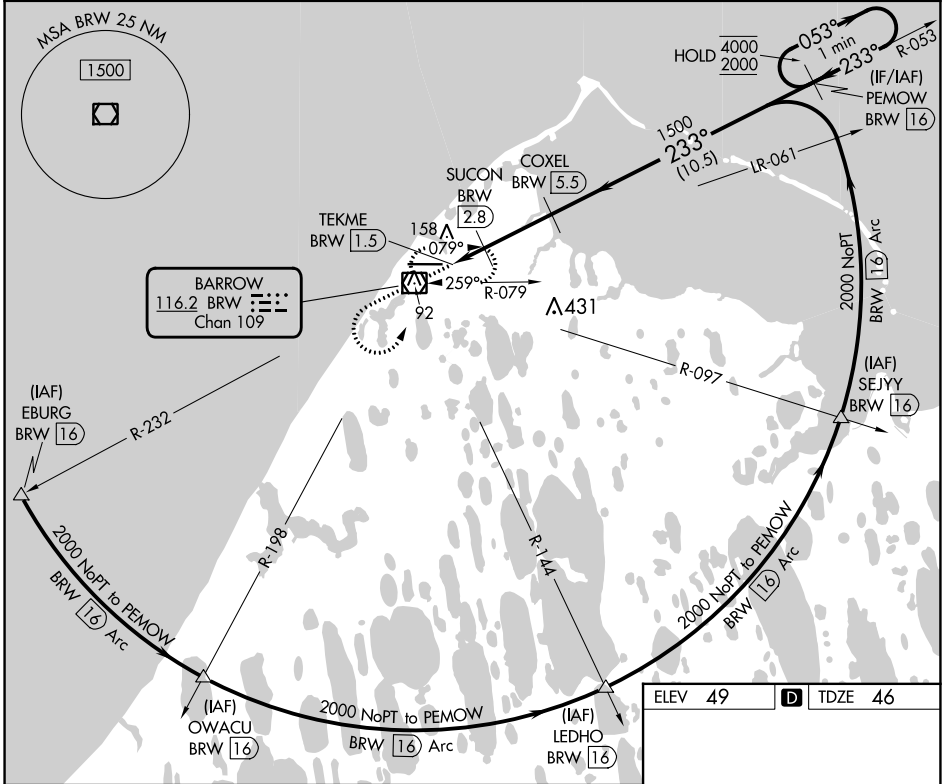 MSA BRW 25 NM
1500
HOLD 4000
2000
053°
1 min
233°
R-053
(IF/IAF)
PEMOW
BRW 16
1500
233°
(10.5)
LR-061
COXEL
BRW 5.5
SUCON
BRW
2.8
TEKME
BRW 1.5
158
079°
259°
R-079
92
431
BARROW
116.2 BRW
Chan 109
2000 NoPT
BRW 16 Arc
R-097
(IAF)
SEJYY
BRW 16
(IAF)
EBURG
BRW 16
R-232
R-198
R-144
2000 NoPT to PEMOW
BRW 16 Arc
2000 NoPT to PEMOW
BRW 16 Arc
2000 NoPT to PEMOW
BRW 16 Arc
(IAF)
OWACU
BRW 16
(IAF)
LEDHO
BRW 16
ELEV 49 D TDZE 46